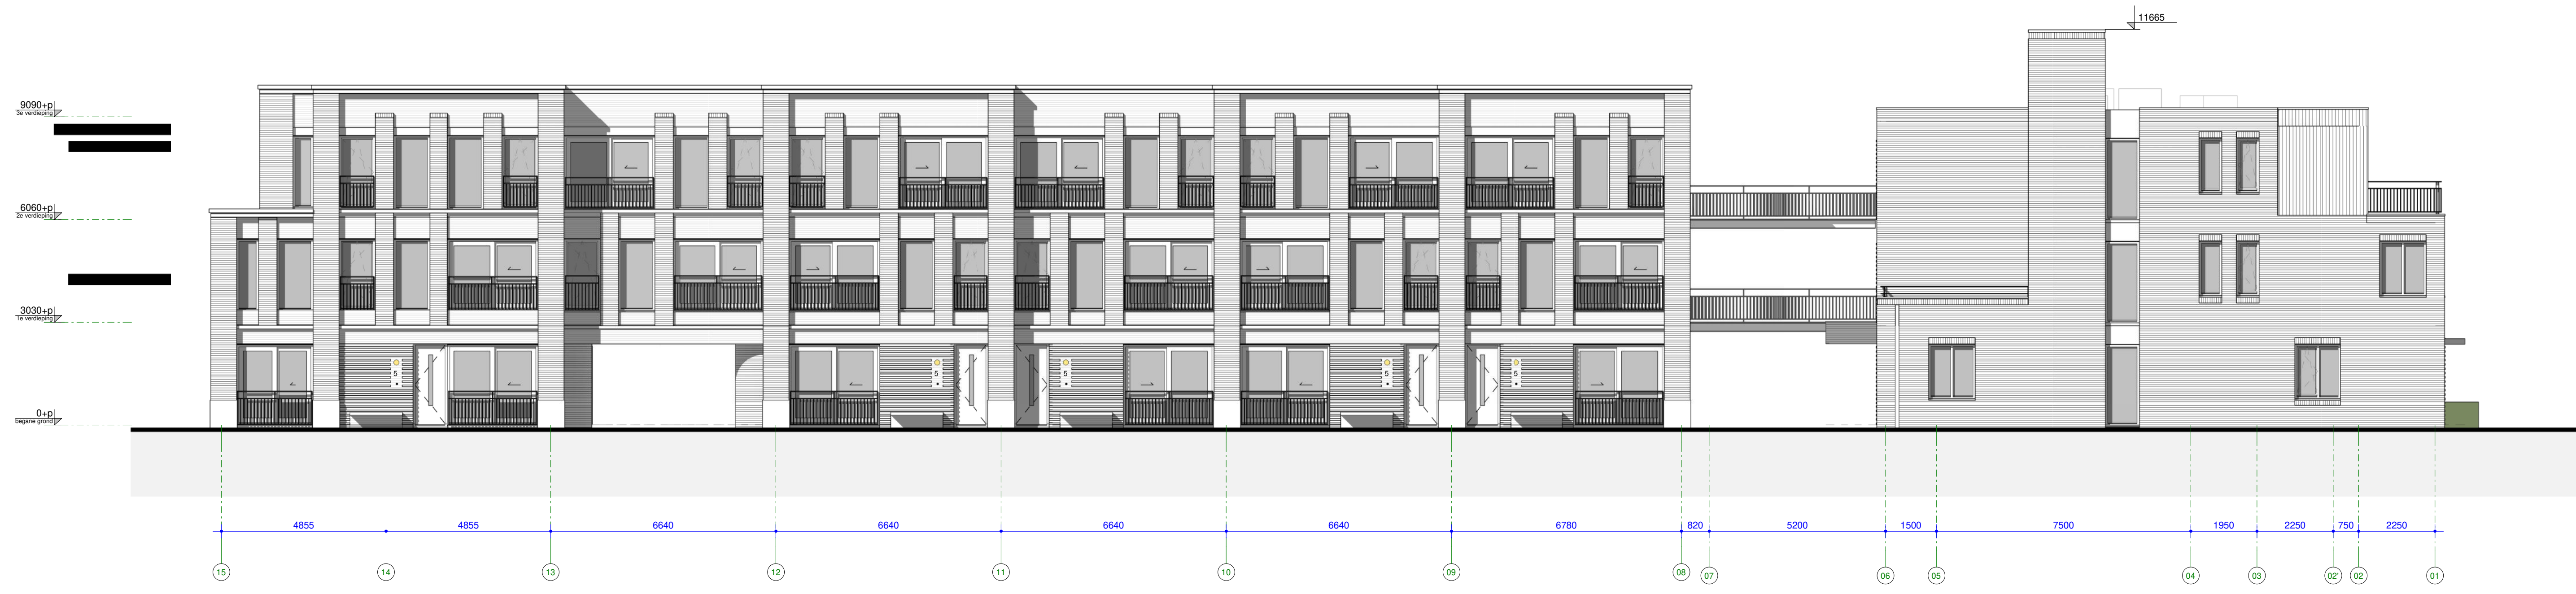 11665
9090+p
3e verdieping
6060+p
2e verdieping
3030+p
1e verdieping
5 5 5 5 5
0+p
begane grond
4855 4855 6640 6640 6640 6640 6780 820 5200 1500 7500 1950 2250 750 2250
15 14 13 12 11 10 09 08 07 06 05 04 03 02' 02 01